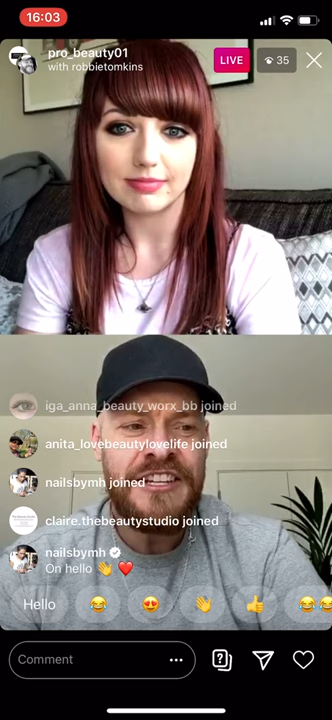 16:03
pro_beauty01
with robbietomkins
LIVE
35
iga_anna_beauty_worx_bb joined
anita_lovebeautylovelife joined
nailsbymh joined
claire.thebeautystudio joined
nailsbymh
On hello 👋 ❤️
Hello 😂 😍 👋 👍 😂😂
Comment